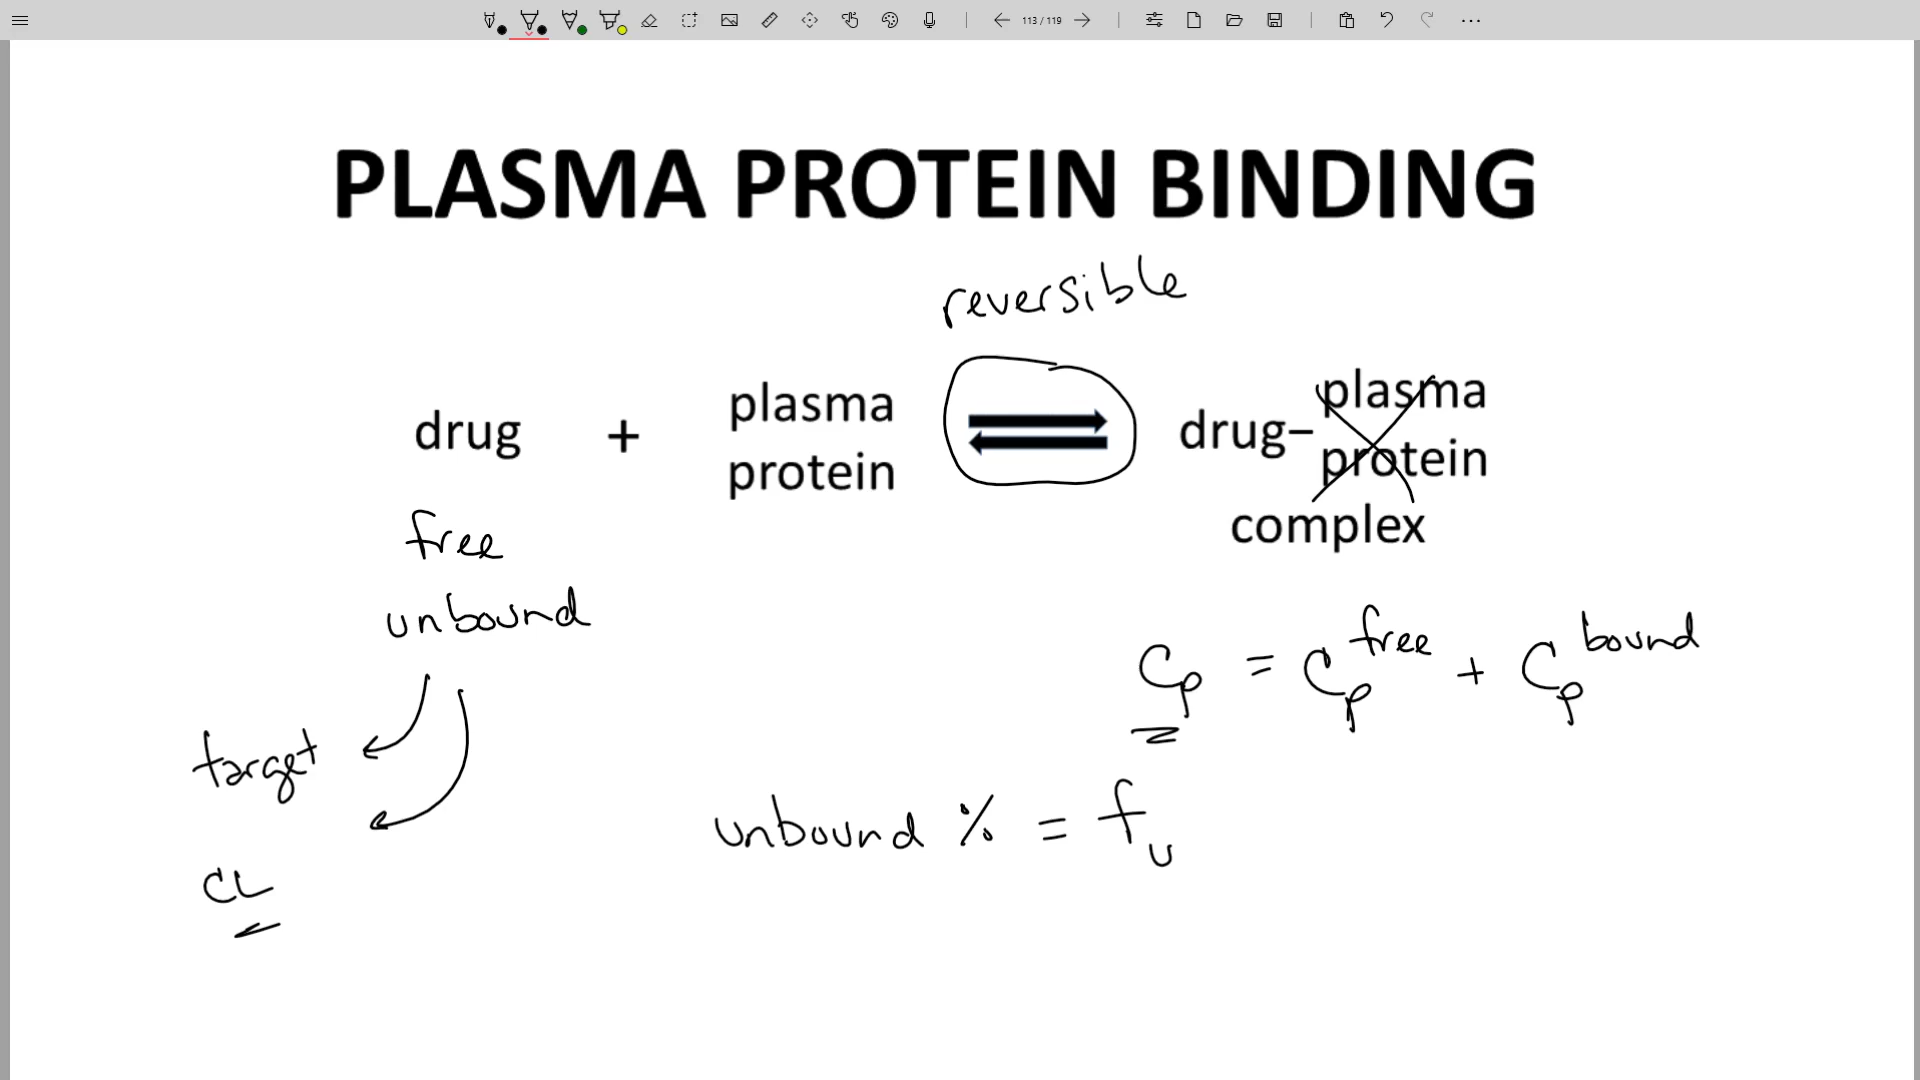 113 / 119
PLASMA PROTEIN BINDING
reversible
drug + plasma protein ⇌ drug– plasma protein complex
free
unbound
target
CL
Cp = Cp^free + Cp^bound
unbound % = fu